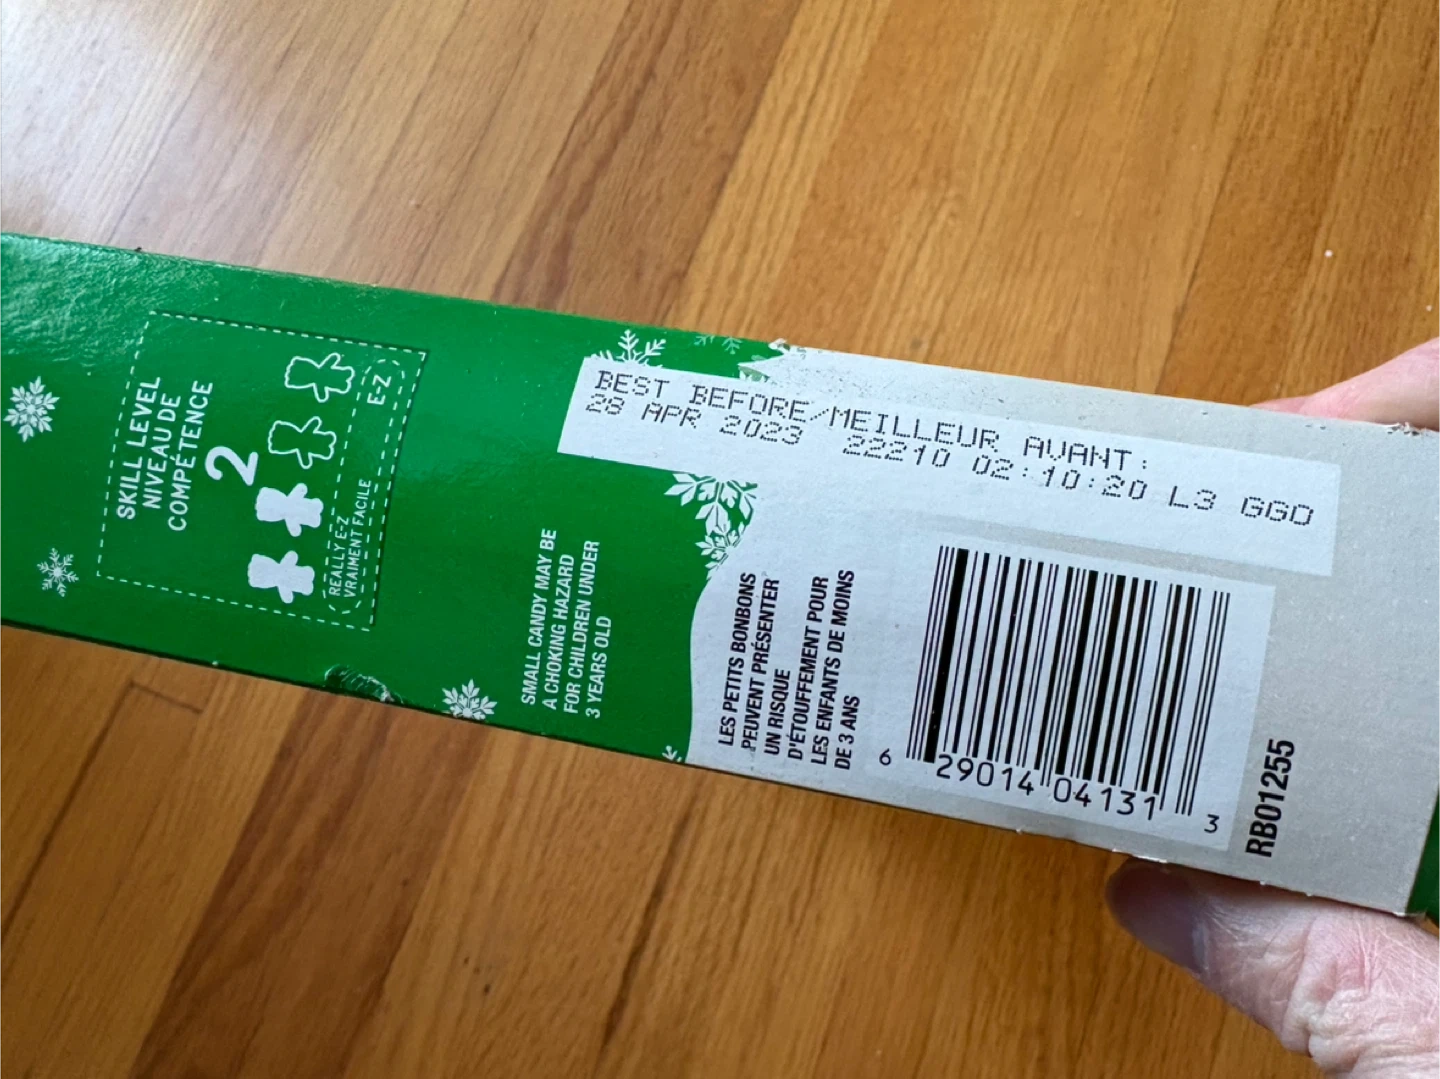 SKILL LEVEL
NIVEAU DE
COMPÉTENCE
2
REALLY E-Z
VRAIMENT FACILE
E-Z
SMALL CANDY MAY BE
A CHOKING HAZARD
FOR CHILDREN UNDER
3 YEARS OLD
BEST BEFORE/MEILLEUR AVANT:
28 APR 2023 22210 02:10:20 L3 GGO
LES PETITS BONBONS
PEUVENT PRÉSENTER
UN RISQUE
D'ÉTOUFFEMENT POUR
LES ENFANTS DE MOINS
DE 3 ANS
6 29014 04131 3
RB01255